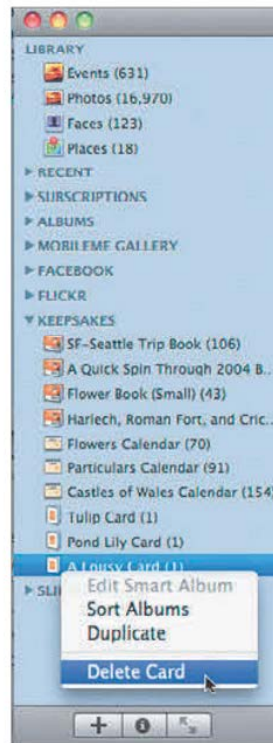 LIBRARY
Events (631)
Photos (16,970)
Faces (123)
Places (18)
RECENT
SUBSCRIPTIONS
ALBUMS
MOBILEME GALLERY
FACEBOOK
FLICKR
KEEPSAKES
SF-Seattle Trip Book (106)
A Quick Spin Through 2004 B...
Flower Book (Small) (43)
Harlech, Roman Fort, and Cric...
Flowers Calendar (70)
Particulars Calendar (91)
Castles of Wales Calendar (154)
Tulip Card (1)
Pond Lily Card (1)
A Lousy Card (1)
SLI
Edit Smart Album
Sort Albums
Duplicate
Delete Card